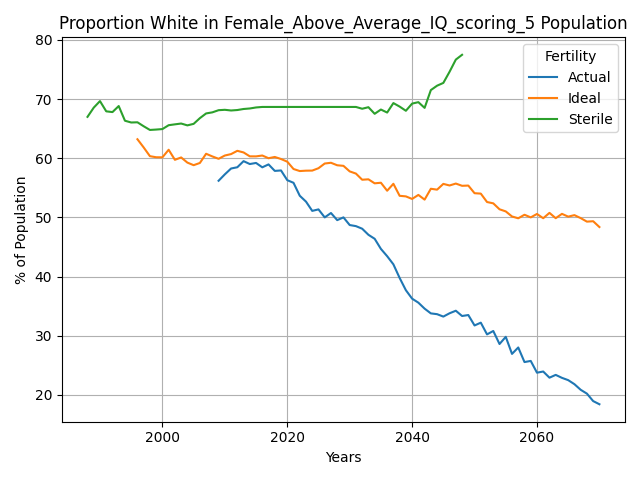 Proportion White in Female_Above_Average_IQ_scoring_5 Population
80
70
60
50
40
30
20
% of Population
2000
2020
2040
2060
Years
Fertility
Actual
Ideal
Sterile